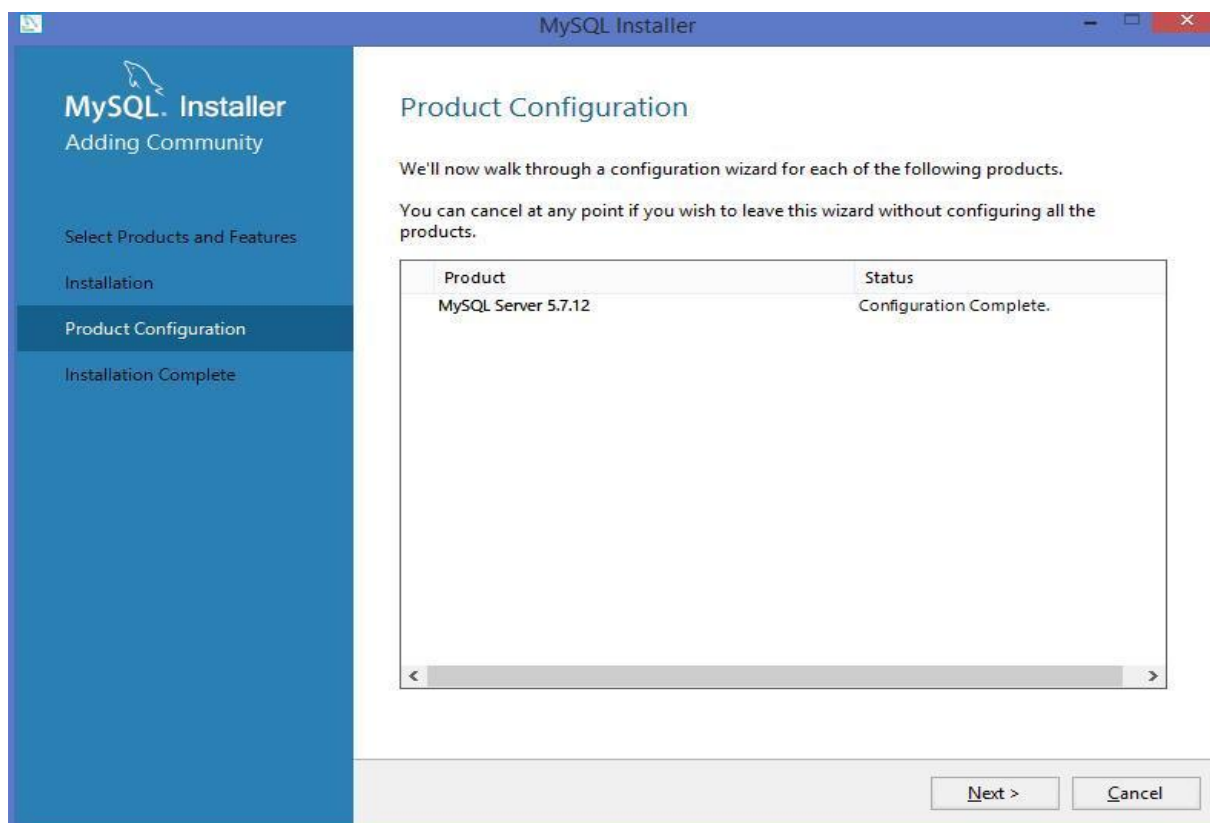 MySQL Installer
MySQL. Installer
Adding Community
Select Products and Features
Installation
Product Configuration
Installation Complete
Product Configuration
We'll now walk through a configuration wizard for each of the following products.
You can cancel at any point if you wish to leave this wizard without configuring all the
products.
Product Status
MySQL Server 5.7.12 Configuration Complete.
Next > Cancel